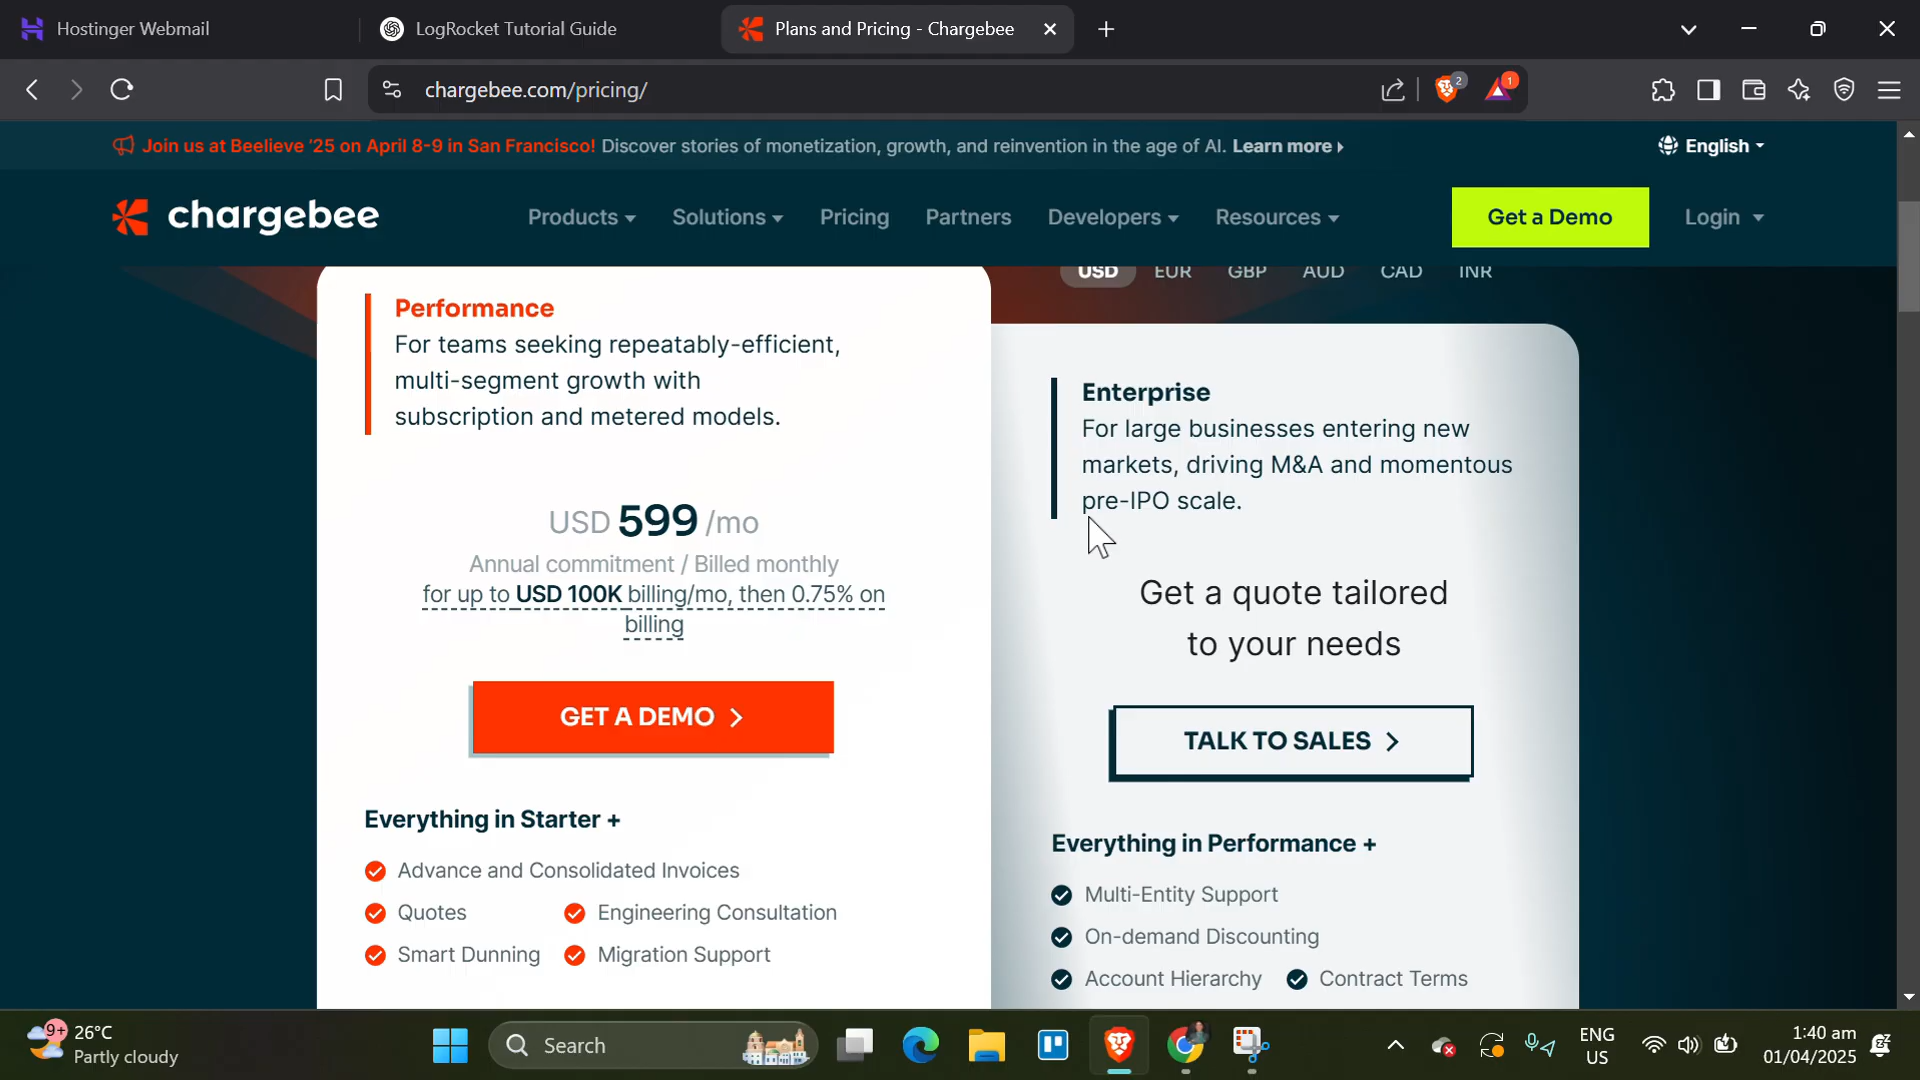 Hostinger Webmail
LogRocket Tutorial Guide
Plans and Pricing - Chargebee
chargebee.com/pricing/
2
1
Join us at Beelieve '25 on April 8-9 in San Francisco! Discover stories of monetization, growth, and reinvention in the age of AI. Learn more
English
chargebee
Products
Solutions
Pricing
Partners
Developers
Resources
Get a Demo
Login
USD EUR GBP AUD CAD INR
Performance
For teams seeking repeatably-efficient,
multi-segment growth with
subscription and metered models.
USD 599 /mo
Annual commitment / Billed monthly
for up to USD 100K billing/mo, then 0.75% on
billing
GET A DEMO
Everything in Starter +
Advance and Consolidated Invoices
Quotes
Engineering Consultation
Smart Dunning
Migration Support
Enterprise
For large businesses entering new
markets, driving M&A and momentous
pre-IPO scale.
Get a quote tailored
to your needs
TALK TO SALES
Everything in Performance +
Multi-Entity Support
On-demand Discounting
Account Hierarchy
Contract Terms
9+
26°C
Partly cloudy
Search
ENG
US
1:40 am
01/04/2025